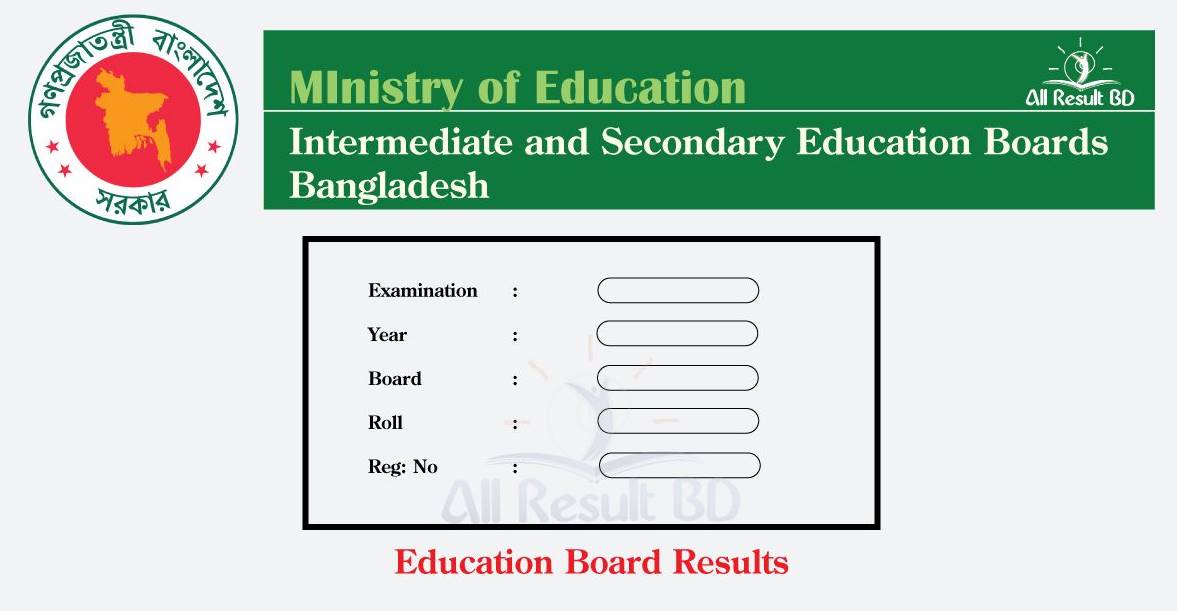 গণপ্রজাতন্ত্রী বাংলাদেশ
সরকার
MInistry of Education
All Result BD
Intermediate and Secondary Education Boards
Bangladesh
Examination :
Year :
Board :
Roll :
Reg: No :
All Result BD
Education Board Results